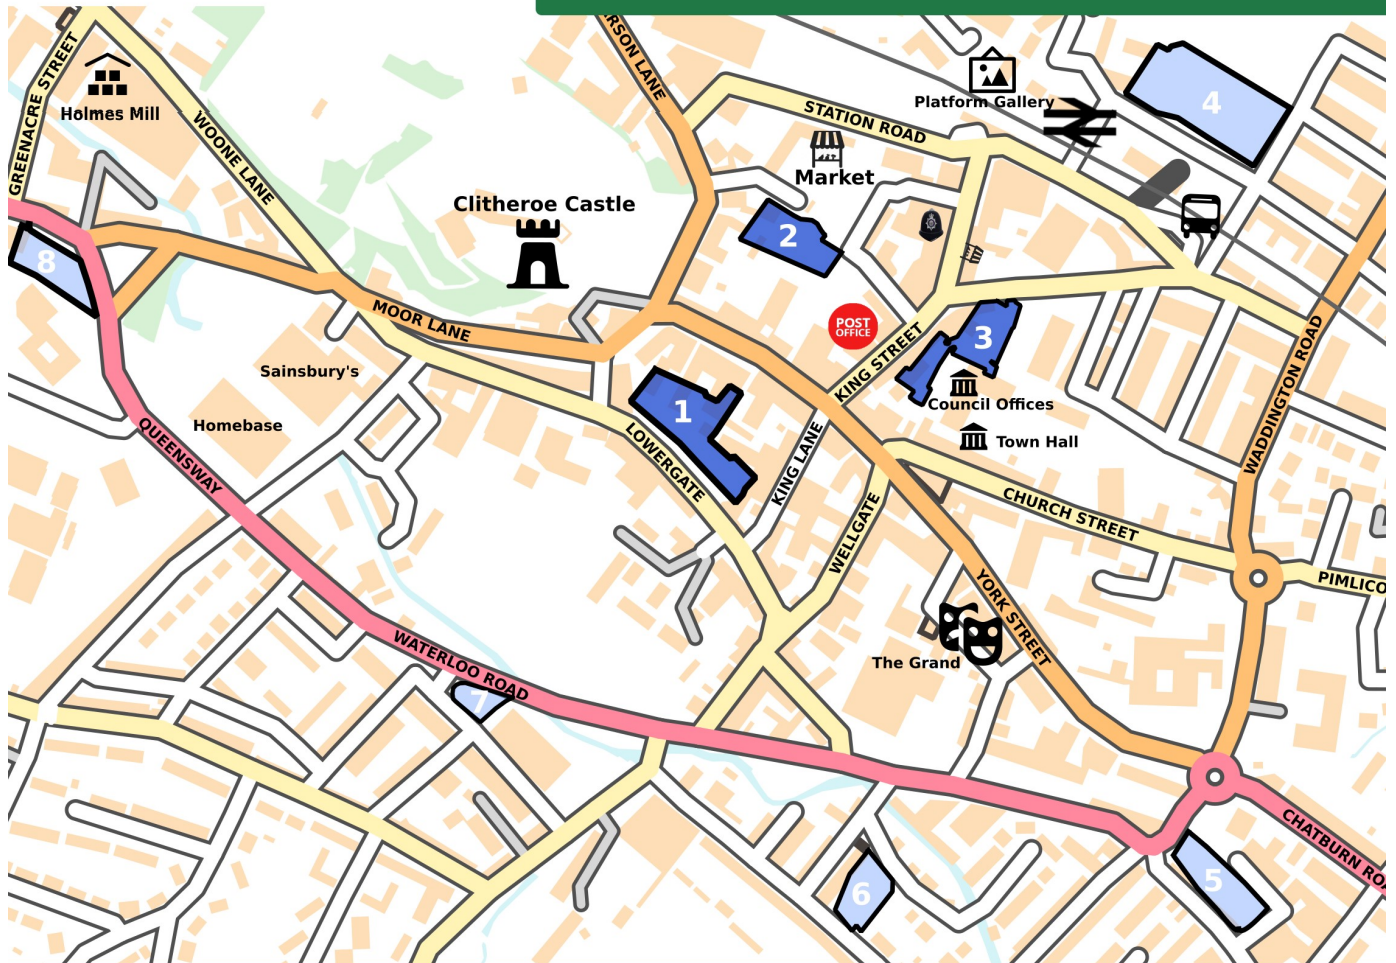 ERSON LANE
GREENACRE STREET
Holmes Mill
WOONE LANE
Platform Gallery
4
STATION ROAD
Market
Clitheroe Castle
2
8
MOOR LANE
POST
OFFICE
KING STREET
3
WADDINGTON ROAD
Sainsbury's
Council Offices
1
Homebase
QUEENSWAY
LOWERGATE
KING LANE
Town Hall
WELLGATE
CHURCH STREET
PIMLICO
YORK STREET
WATERLOO ROAD
The Grand
7
CHATBURN ROA
5
6